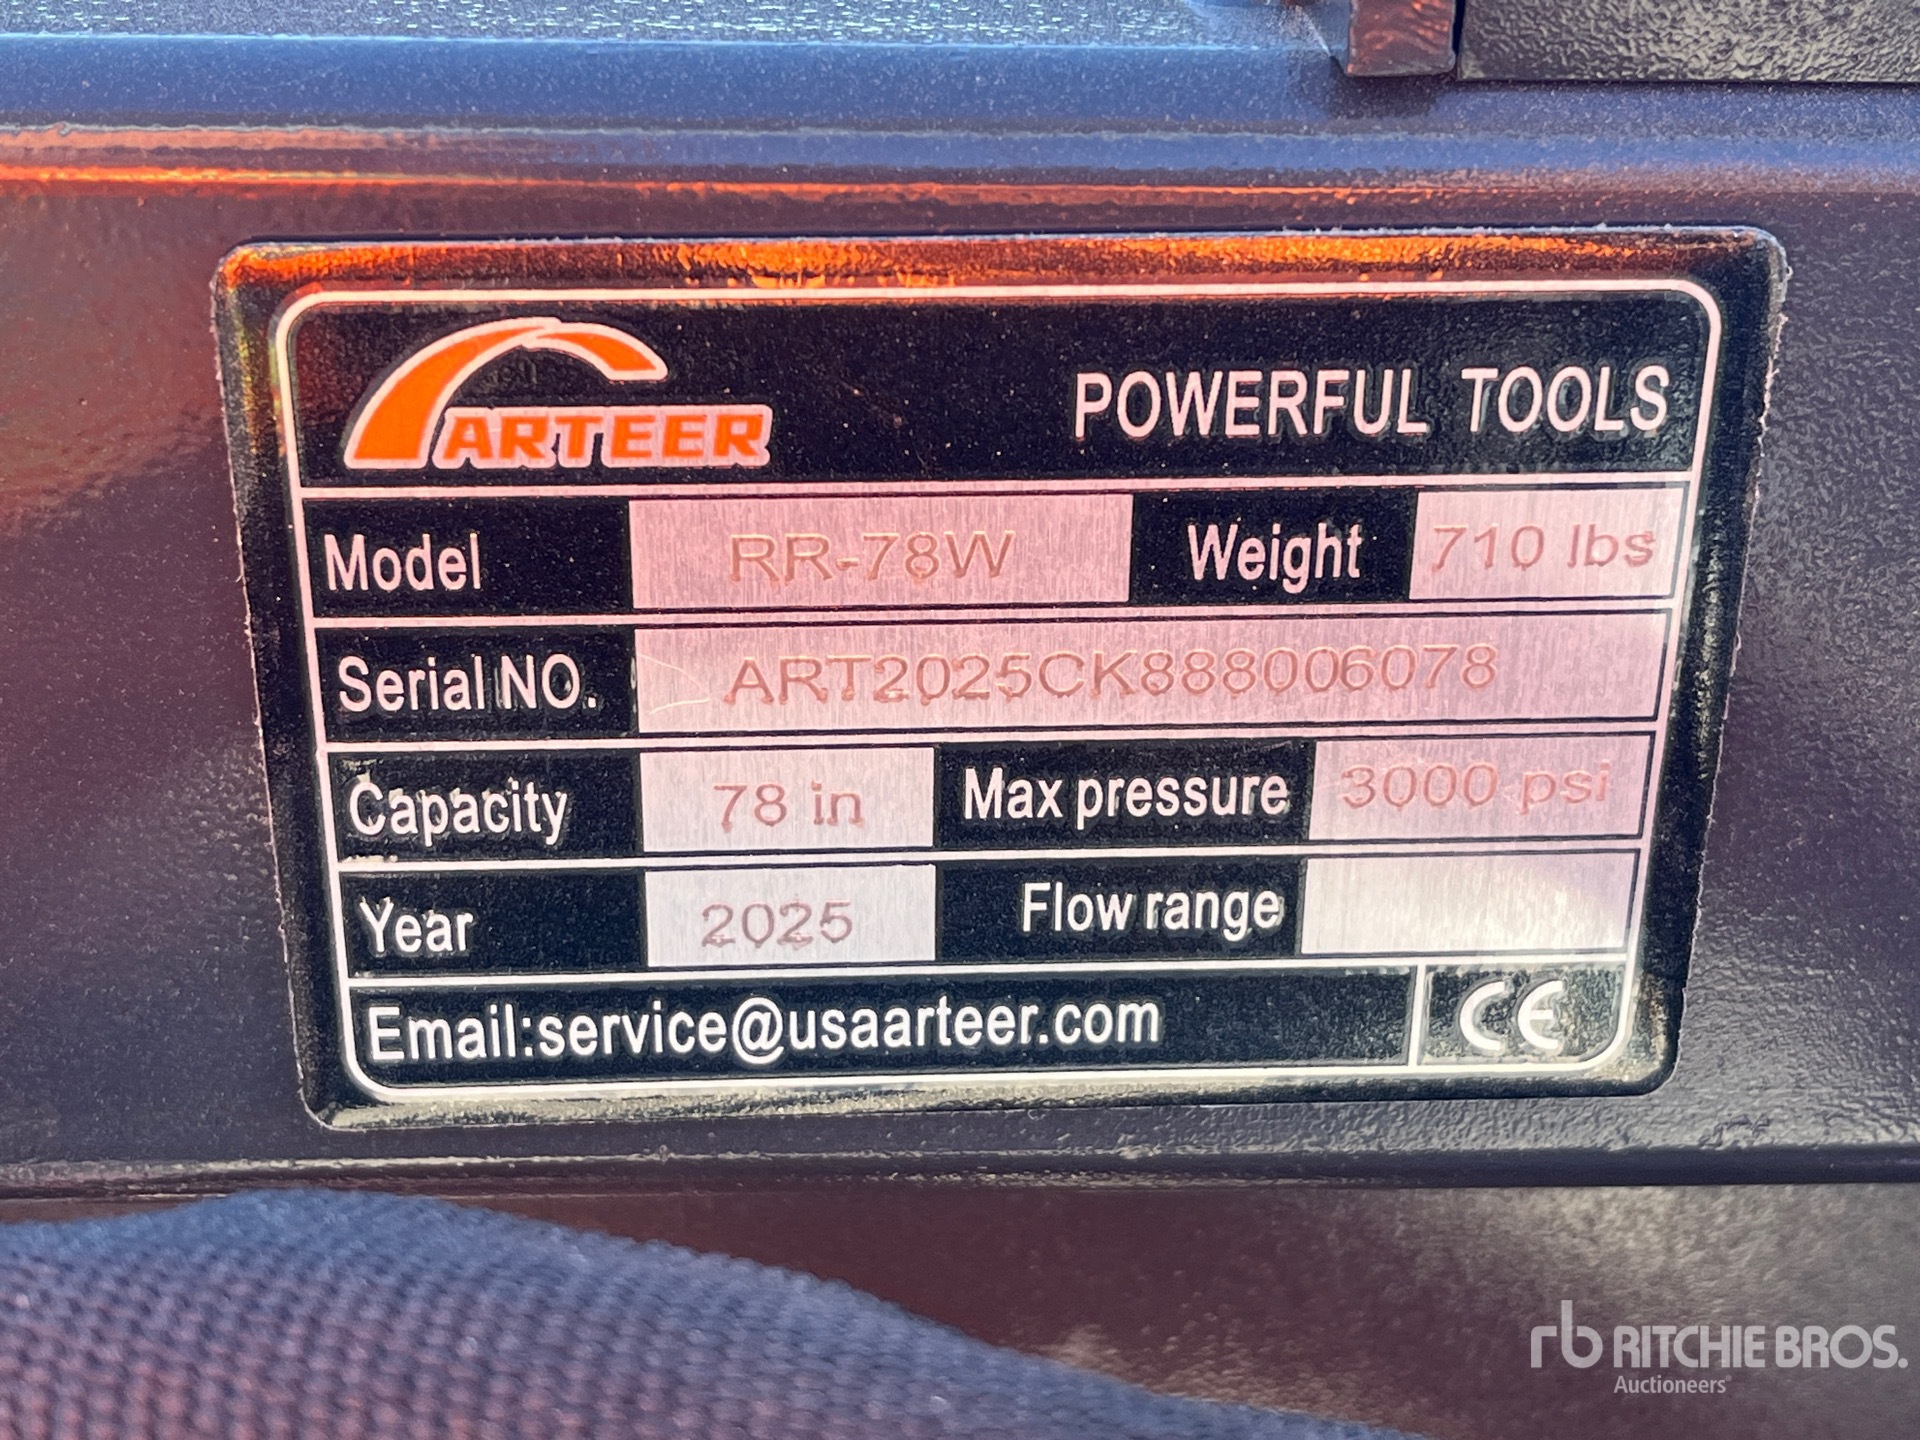 ARTEER POWERFUL TOOLS
Model RR-78W Weight 710 lbs
Serial NO. ART2025CK888006078
Capacity 78 in Max pressure 3000 psi
Year 2025 Flow range
Email:service@usaarteer.com CE
rb RITCHIE BROS.
Auctioneers